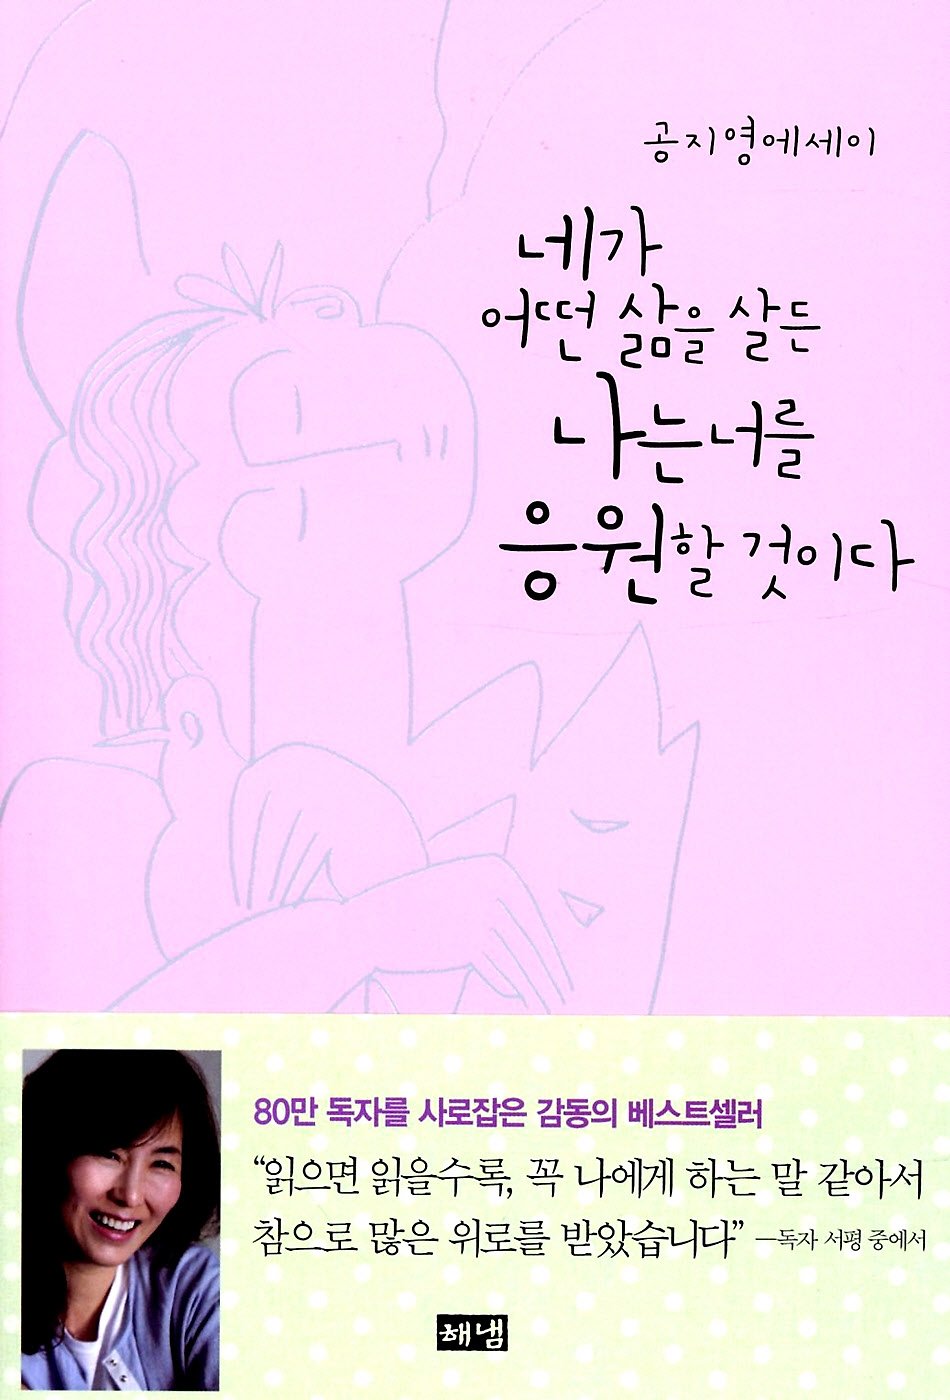 공지영에세이
네가
어떤 삶을 살든
나는 너를
응원할 것이다
80만 독자를 사로잡은 감동의 베스트셀러
“읽으면 읽을수록, 꼭 나에게 하는 말 같아서
참으로 많은 위로를 받았습니다” —독자 서평 중에서
해냄